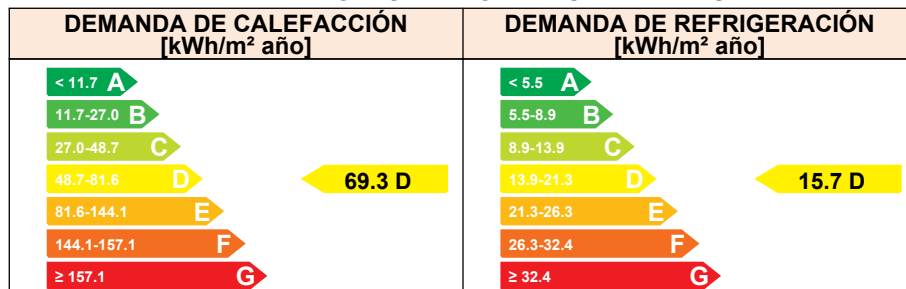 DEMANDA DE CALEFACCIÓN
[kWh/m² año]
< 11.7 A
11.7-27.0 B
27.0-48.7 C
48.7-81.6 D
69.3 D
81.6-144.1 E
144.1-157.1 F
≥ 157.1 G
DEMANDA DE REFRIGERACIÓN
[kWh/m² año]
< 5.5 A
5.5-8.9 B
8.9-13.9 C
13.9-21.3 D
15.7 D
21.3-26.3 E
26.3-32.4 F
≥ 32.4 G